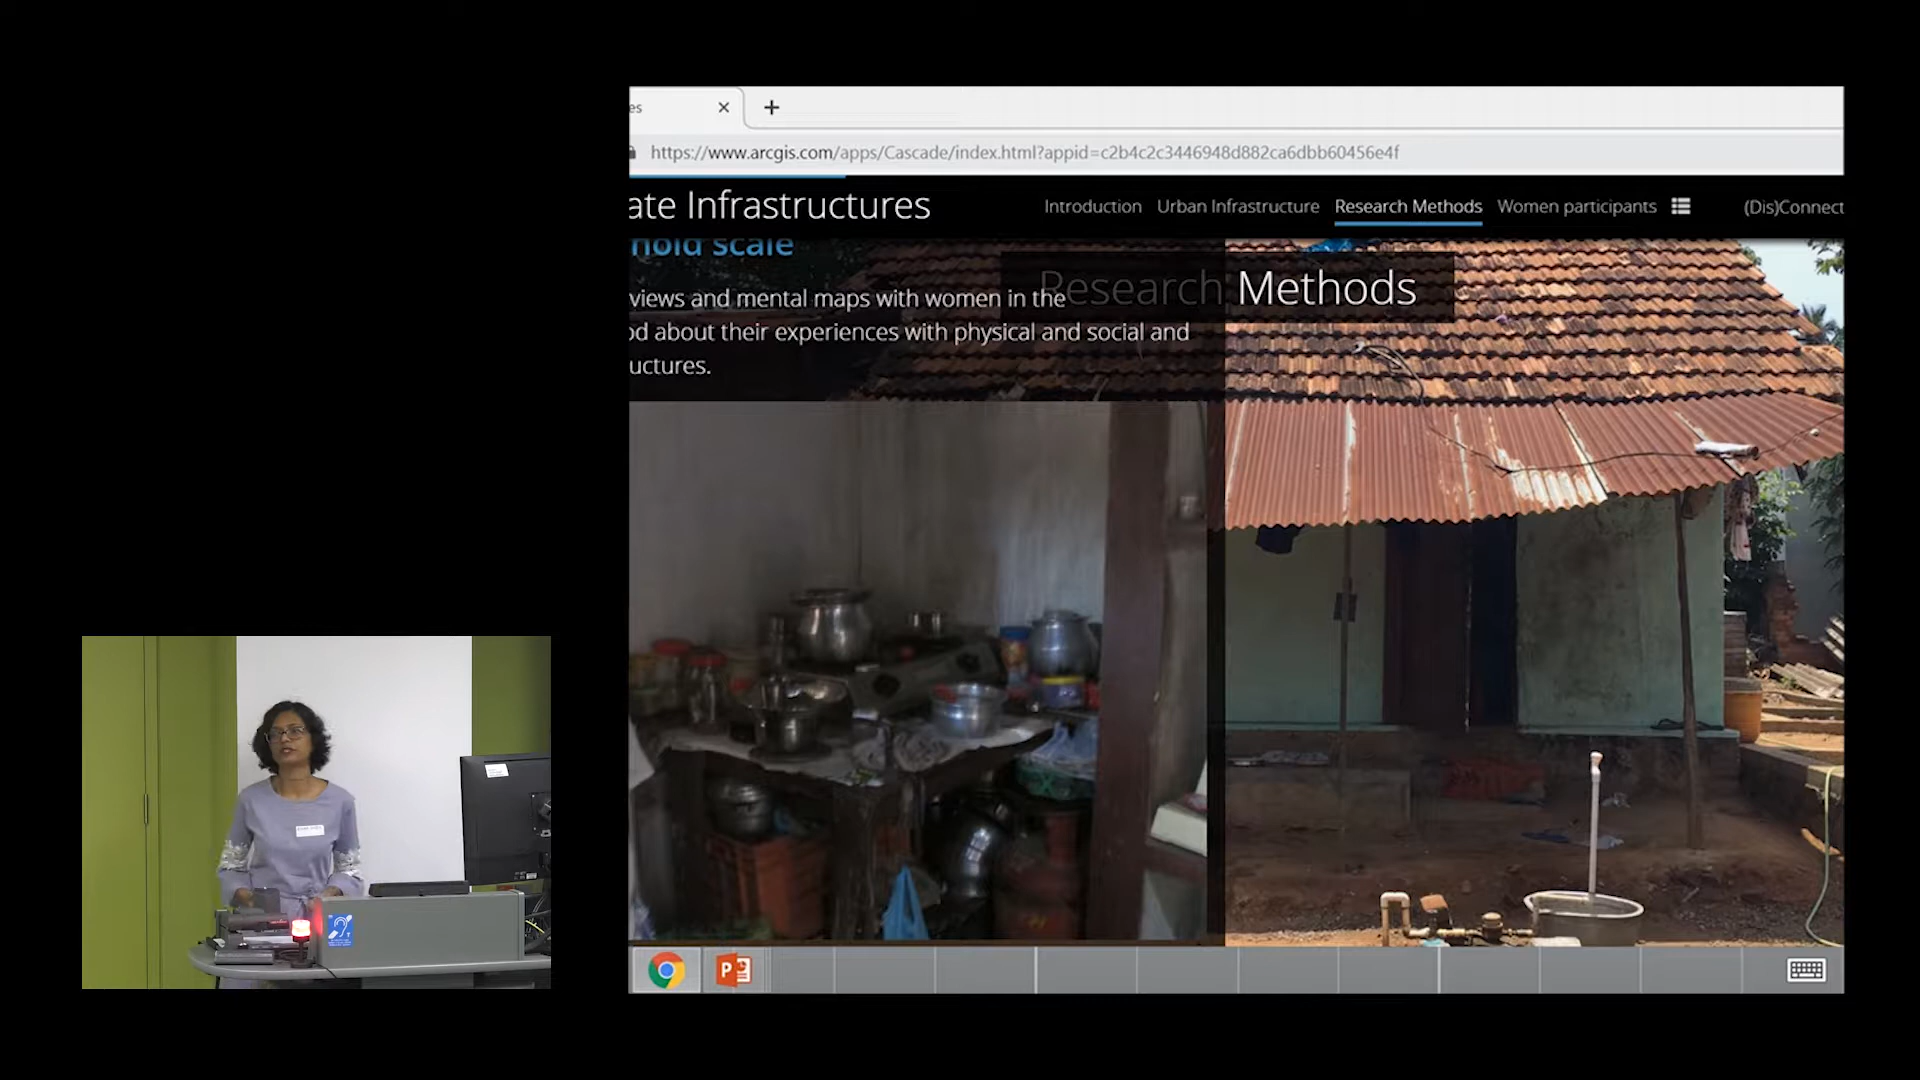 es
https://www.arcgis.com/apps/Cascade/index.html?appid=c2b4c2c3446948d882ca6dbb60456e4f
ate Infrastructures
Introduction
Urban Infrastructure
Research Methods
Women participants
(Dis)Connect
hold scale
Research Methods
views and mental maps with women in the
od about their experiences with physical and social and
uctures.